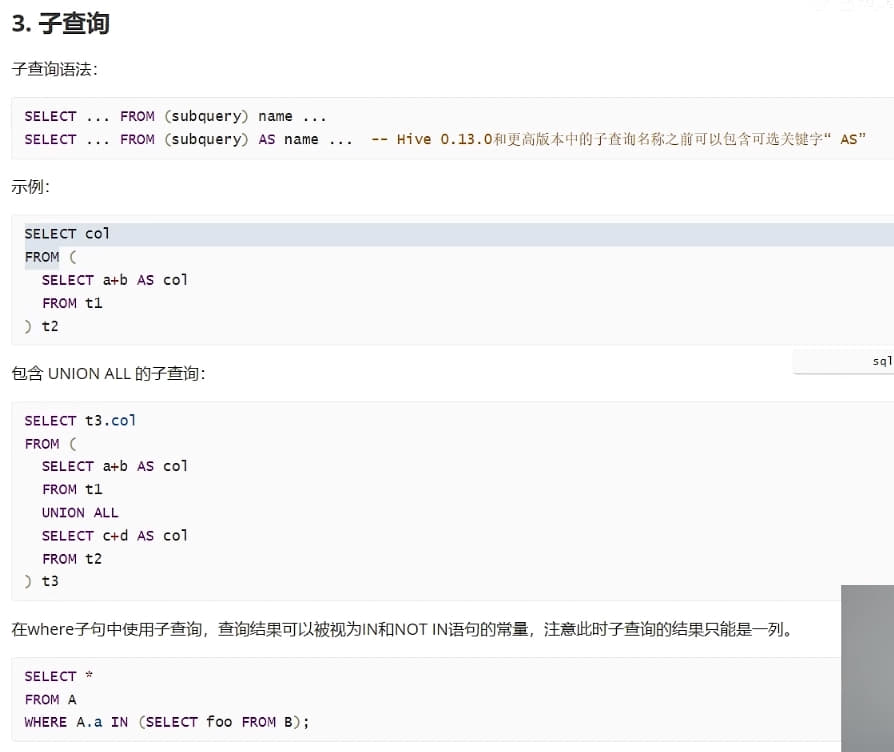 3. 子查询
子查询语法：
SELECT ... FROM (subquery) name ...
SELECT ... FROM (subquery) AS name ...  -- Hive 0.13.0和更高版本中的子查询名称之前可以包含可选关键字“ AS”
示例：
SELECT col
FROM (
  SELECT a+b AS col
  FROM t1
) t2
sql
包含 UNION ALL 的子查询：
SELECT t3.col
FROM (
  SELECT a+b AS col
  FROM t1
  UNION ALL
  SELECT c+d AS col
  FROM t2
) t3
在where子句中使用子查询，查询结果可以被视为IN和NOT IN语句的常量，注意此时子查询的结果只能是一列。
SELECT *
FROM A
WHERE A.a IN (SELECT foo FROM B);